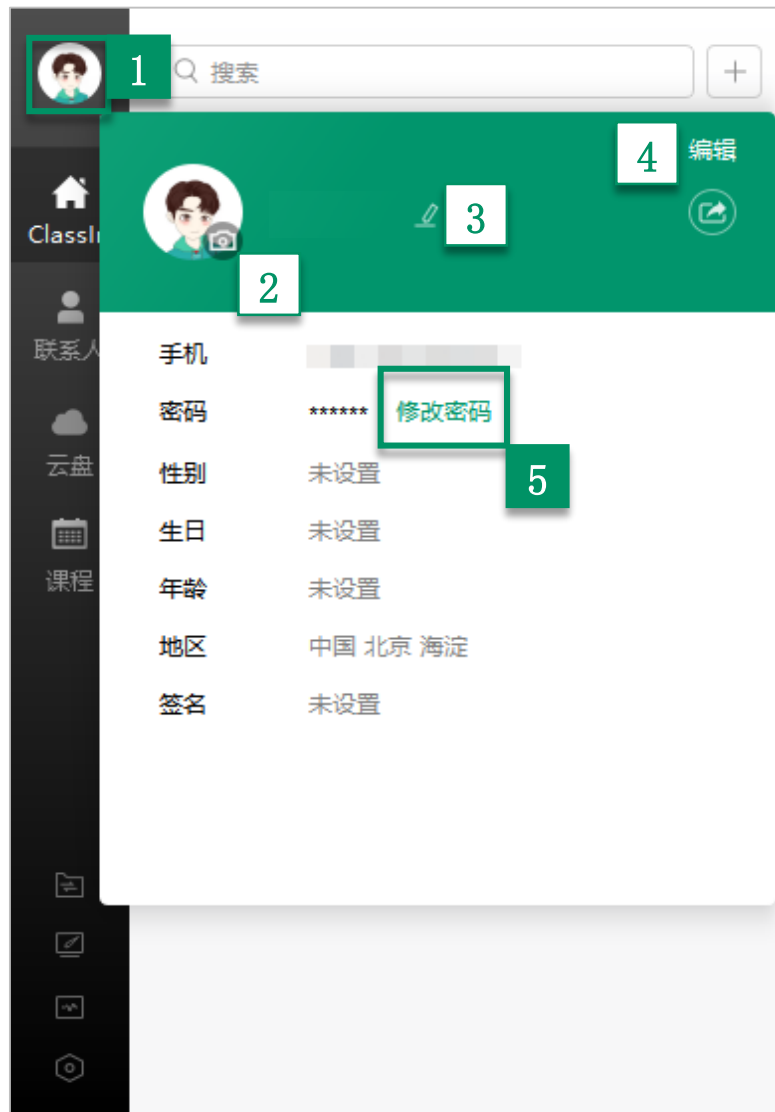 1
搜索
4 编辑
3
2
ClassI
联系人
云盘
课程
手机
密码 ****** 修改密码
5
性别 未设置
生日 未设置
年龄 未设置
地区 中国 北京 海淀
签名 未设置